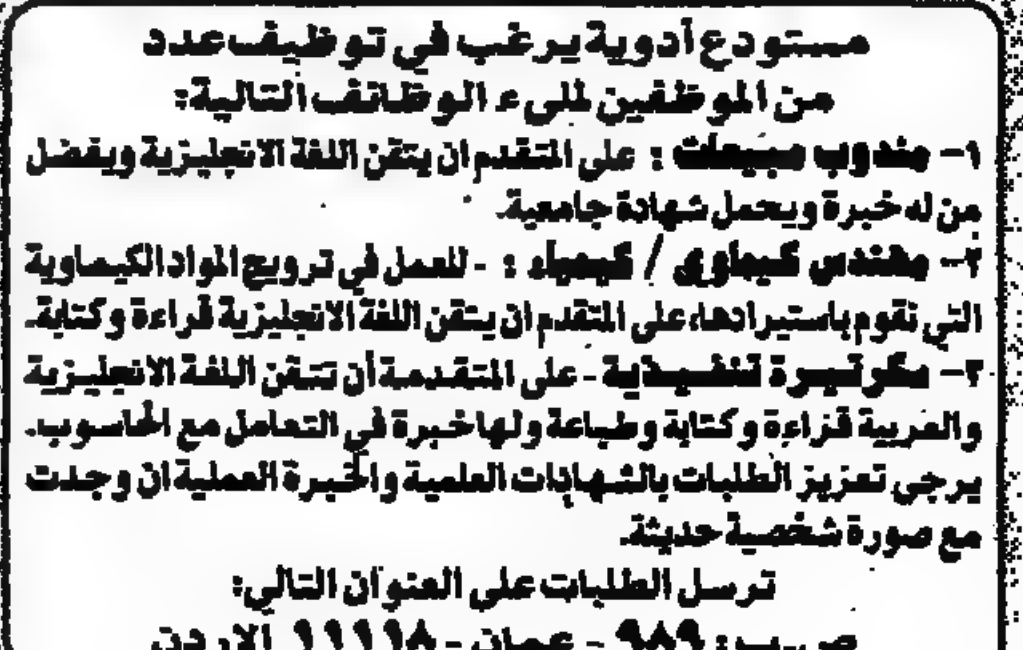 مستودع أدوية يرغب في توظيف عدد
من الموظفين للىء الوظائف التالية:
١- مندوب مبيعات : على المتقدم ان يتقن اللغة الانجليزية ويفضل
من له خبرة ويحمل شهادة جامعية.
٢- مهندس كيماوي / كيمياء : - للعمل في ترويج المواد الكيماوية
التي نقوم باستيرادها، على المتقدم ان يتقن اللغة الانجليزية قراءة وكتابة.
٣- سكرتيرة تنفيذية - على المتقدمة أن تتقن اللغة الانجليزية
والعربية قراءة وكتابة وطباعة ولها خبرة في التعامل مع الحاسوب.
يرجى تعزيز الطلبات بالشهادات العلمية والخبرة العملية ان وجدت
مع صورة شخصية حديثة.
ترسل الطلبات على العنوان التالي:
ص.ب: ٩٨٩ - عمان - ١١١١٨ الاردن